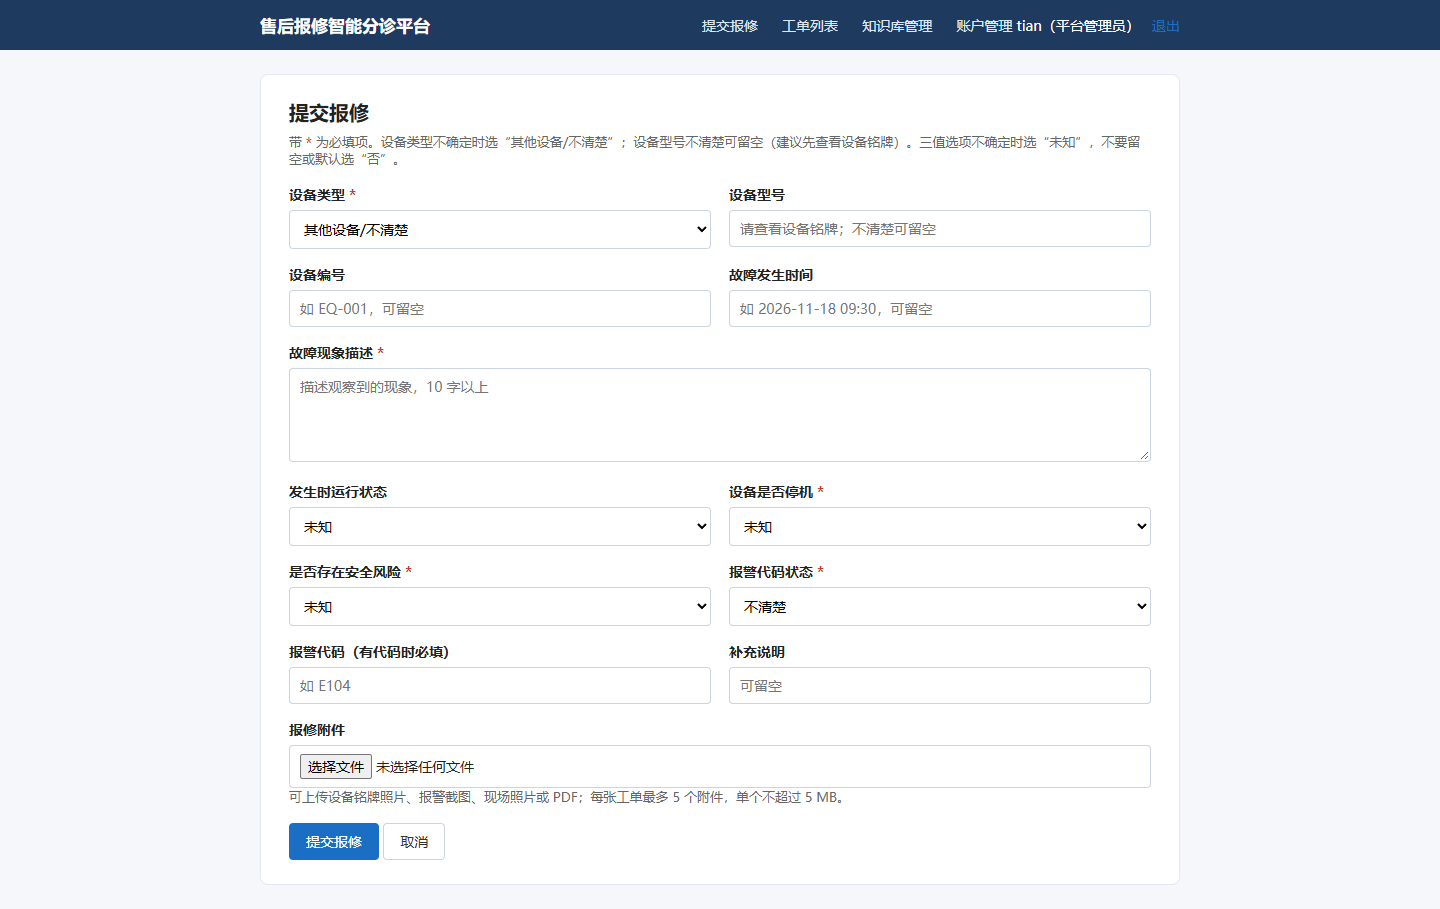 售后报修智能分诊平台
提交报修 工单列表 知识库管理 账户管理 tian（平台管理员） 退出
提交报修
带 * 为必填项。设备类型不确定时选“其他设备/不清楚”；设备型号不清楚可留空（建议先查看设备铭牌）。三值选项不确定时选“未知”，不要留
空或默认选“否”。
设备类型 *
其他设备/不清楚
设备型号
请查看设备铭牌；不清楚可留空
设备编号
如 EQ-001，可留空
故障发生时间
如 2026-11-18 09:30，可留空
故障现象描述 *
描述观察到的现象，10 字以上
发生时运行状态
未知
设备是否停机 *
未知
是否存在安全风险 *
未知
报警代码状态 *
不清楚
报警代码（有代码时必填）
如 E104
补充说明
可留空
报修附件
选择文件 未选择任何文件
可上传设备铭牌照片、报警截图、现场照片或 PDF；每张工单最多 5 个附件，单个不超过 5 MB。
提交报修 取消